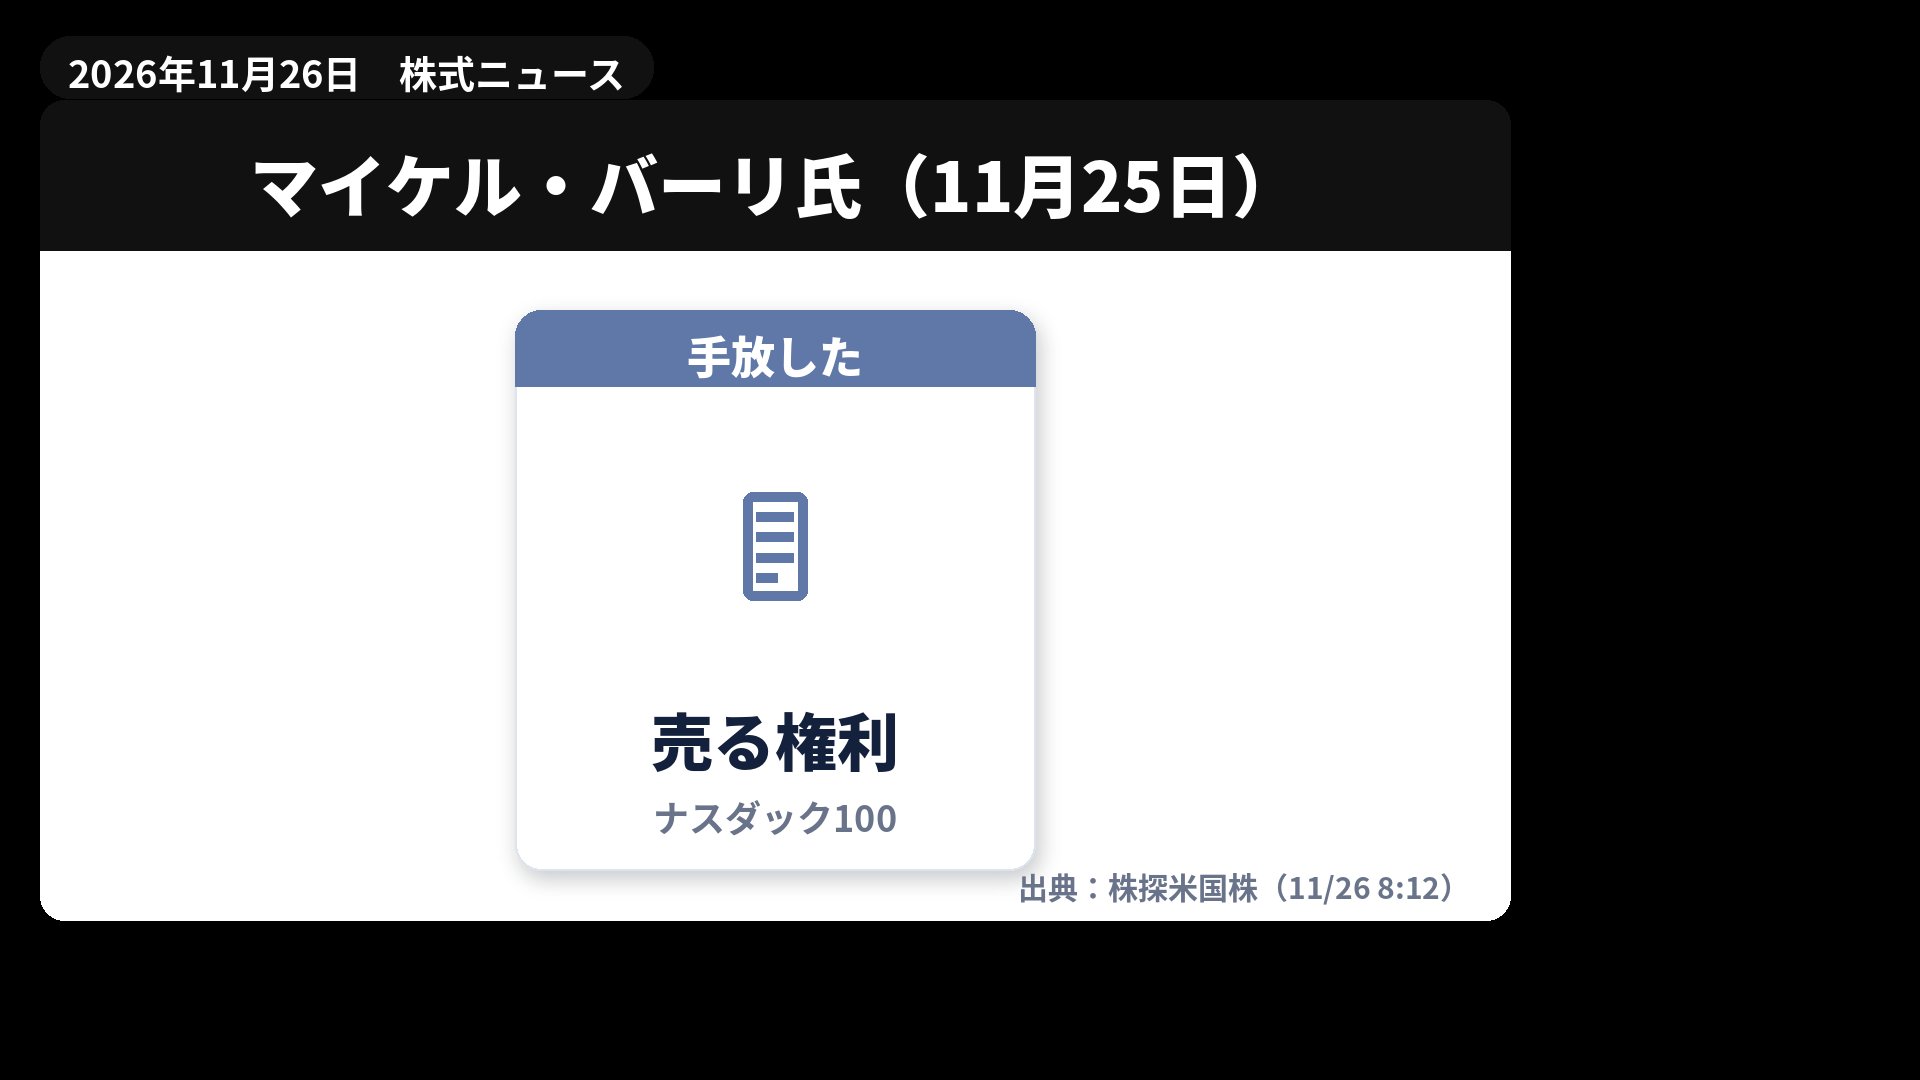 2026年11月26日　株式ニュース
マイケル・バーリ氏（11月25日）
手放した
売る権利
ナスダック100
出典：株探米国株（11/26 8:12）